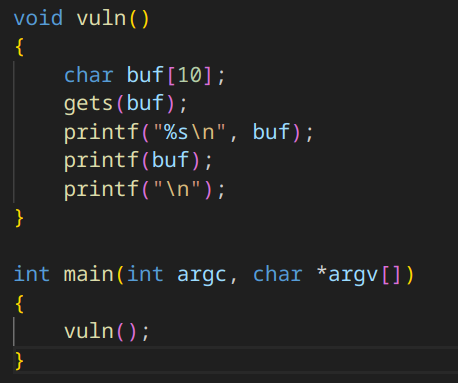 void vuln()
{
    char buf[10];
    gets(buf);
    printf("%s\n", buf);
    printf(buf);
    printf("\n");
}

int main(int argc, char *argv[])
{
    vuln();
}